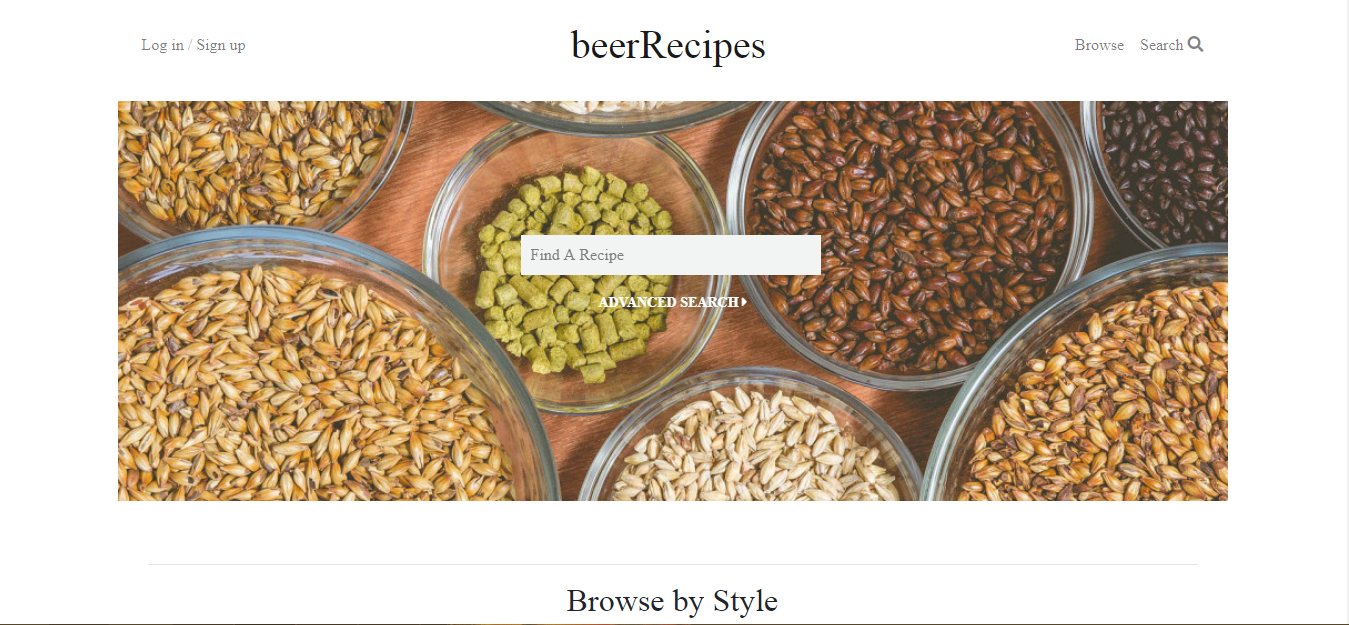 Log in / Sign up
beerRecipes
Browse
Search
Find A Recipe
ADVANCED SEARCH
Browse by Style